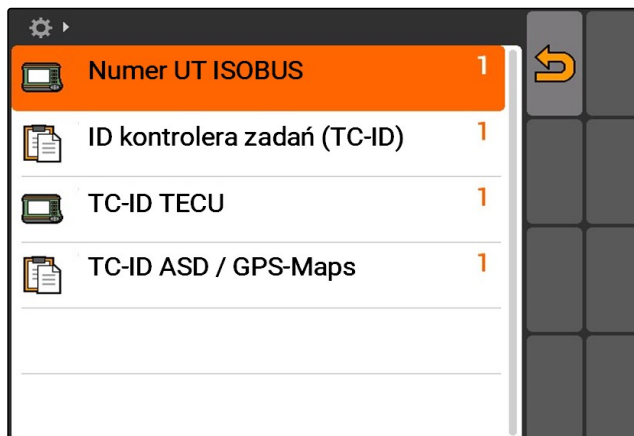 Numer UT ISOBUS 1
ID kontrolera zadań (TC-ID) 1
TC-ID TECU 1
TC-ID ASD / GPS-Maps 1